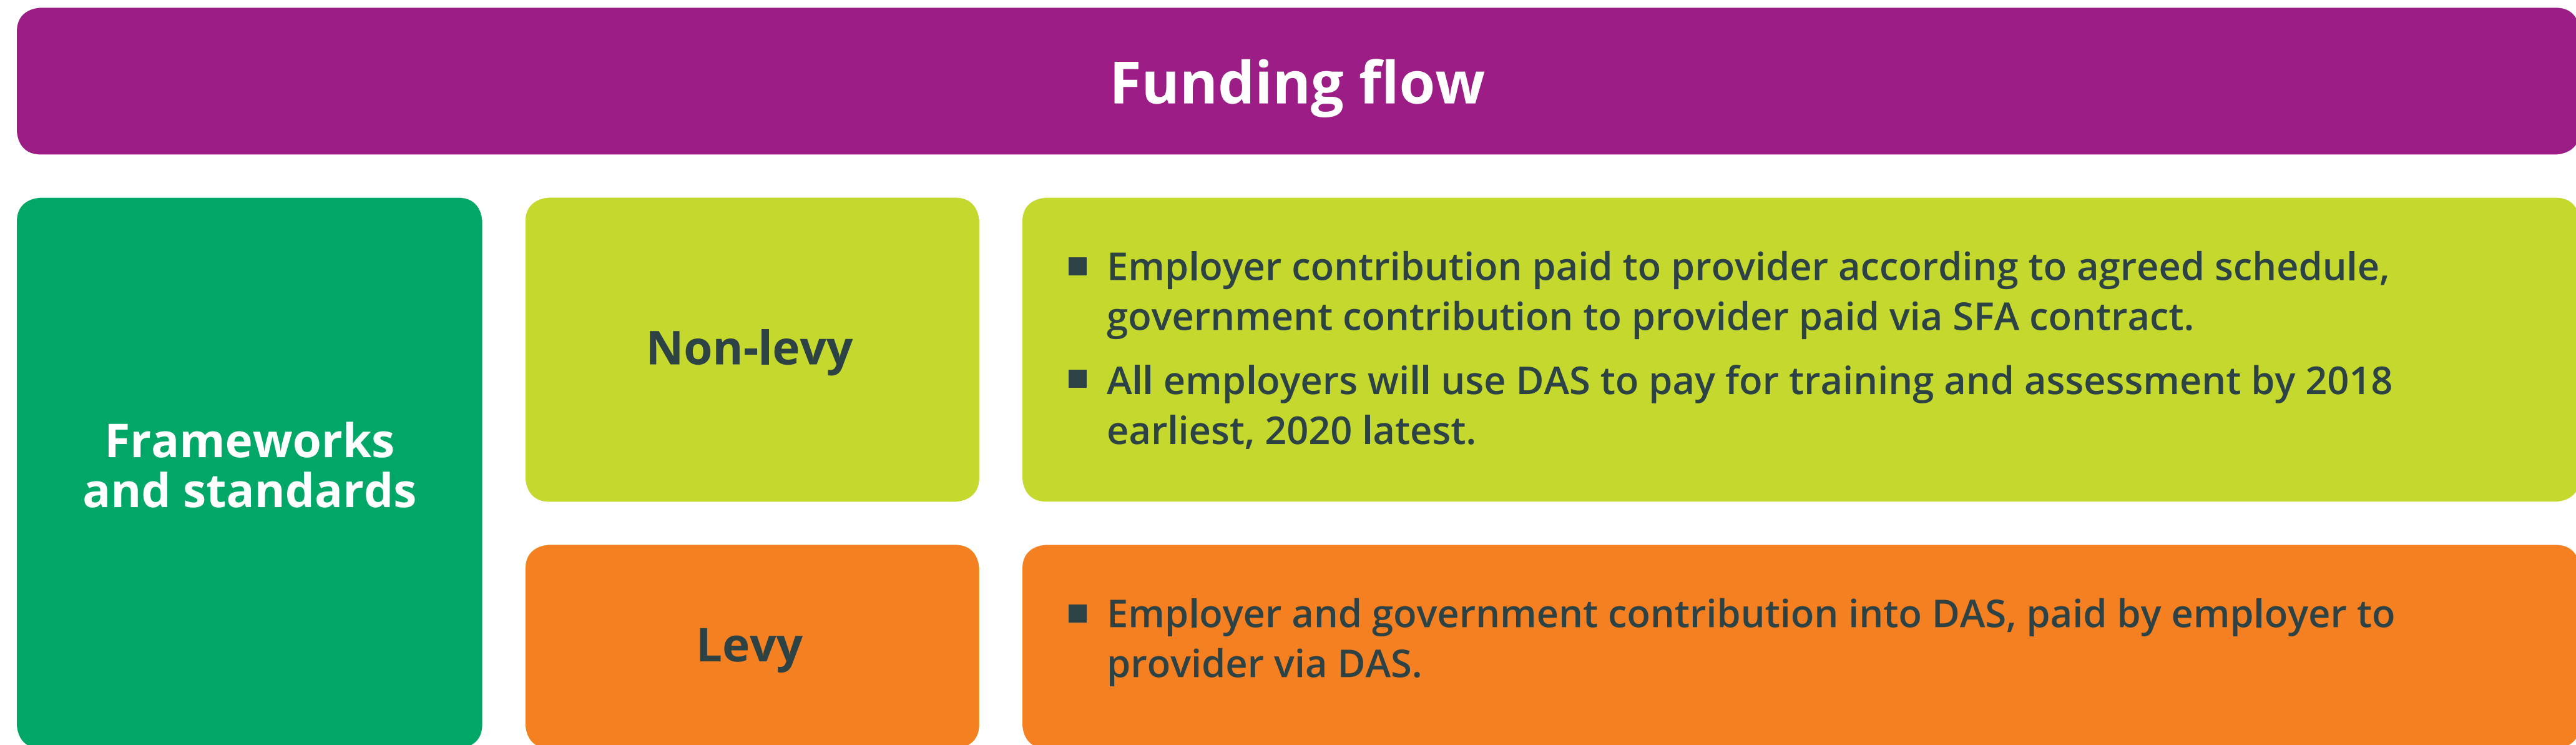 Funding flow
Frameworks
and standards
Non-levy
■ Employer contribution paid to provider according to agreed schedule,
government contribution to provider paid via SFA contract.
■ All employers will use DAS to pay for training and assessment by 2018
earliest, 2020 latest.
Levy
■ Employer and government contribution into DAS, paid by employer to
provider via DAS.